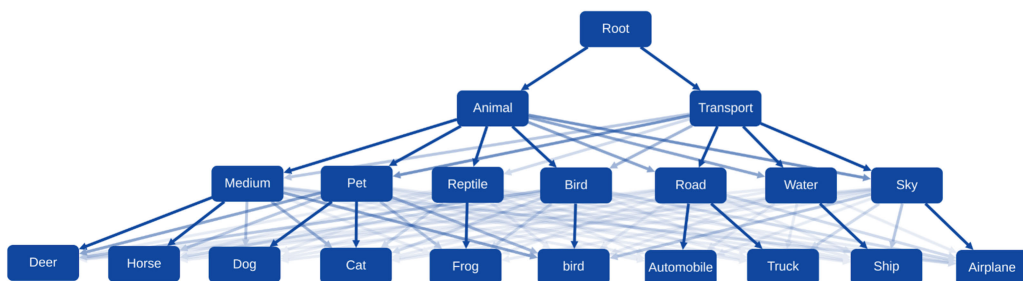 Root
Animal
Transport
Medium
Pet
Reptile
Bird
Road
Water
Sky
Deer
Horse
Dog
Cat
Frog
bird
Automobile
Truck
Ship
Airplane